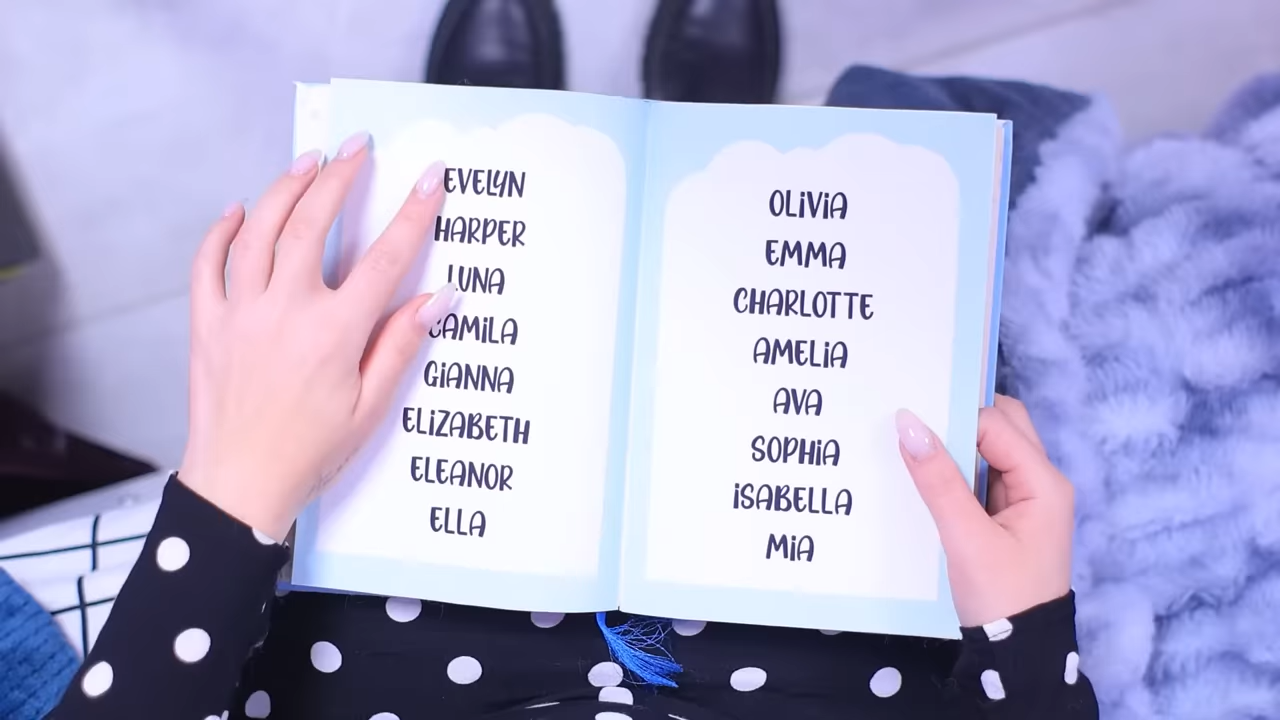 EVELYN
HARPER
LUNA
CAMiLA
GiANNA
ELiZABETH
ELEANOR
ELLA
OLiViA
EMMA
CHARLOTTE
AMELiA
AVA
SOPHiA
iSABELLA
MiA